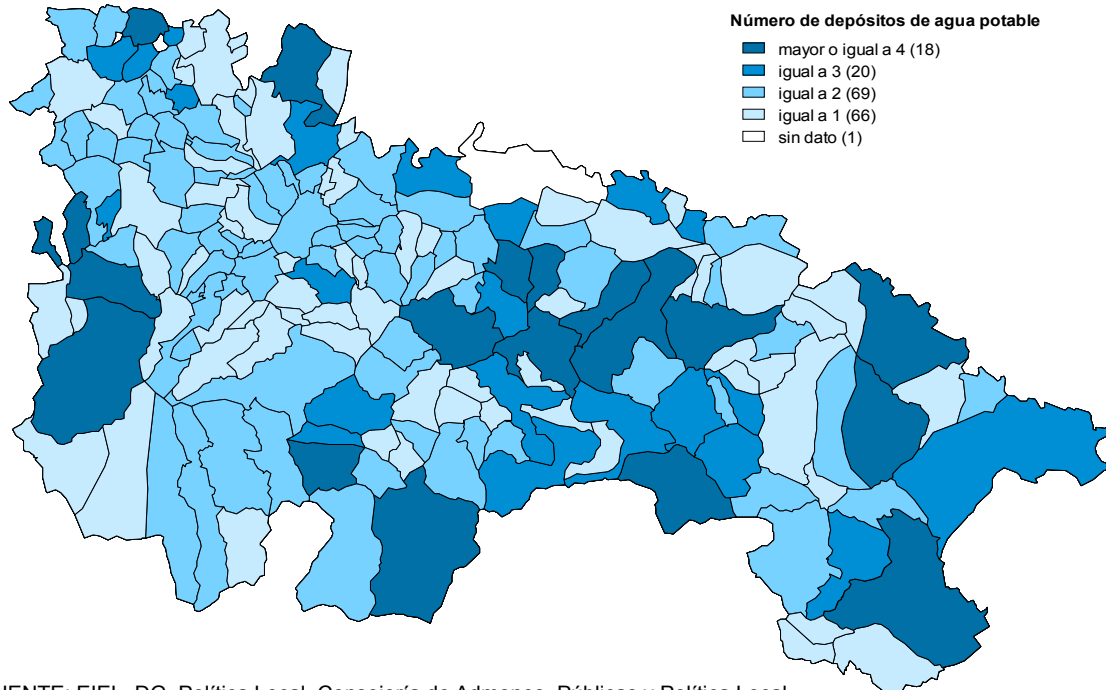 Número de depósitos de agua potable
mayor o igual a 4 (18)
igual a 3 (20)
igual a 2 (69)
igual a 1 (66)
sin dato (1)
IENTE: EIEL. DG. Política Local. Consejería de Admones. Públicas y Política Local